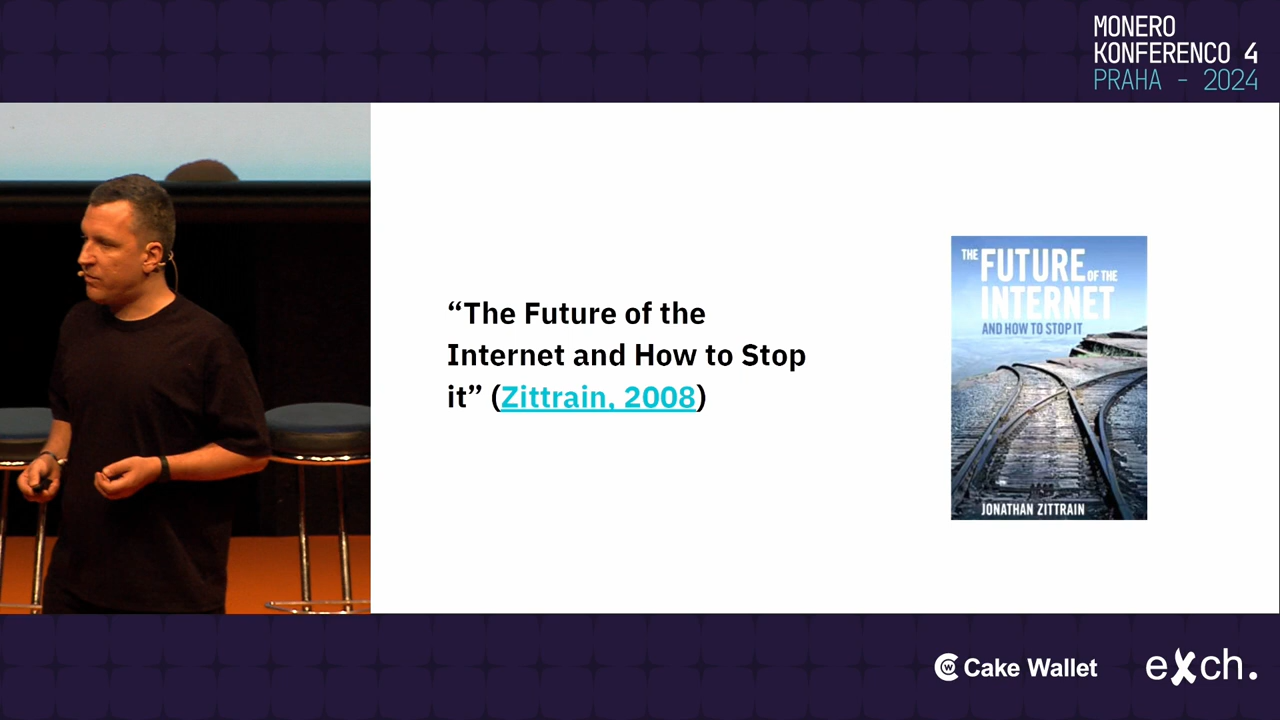 MONERO
KONFERENCO 4
PRAHA - 2024
“The Future of the
Internet and How to Stop
it” (Zittrain, 2008)
THE FUTURE OF THE
INTERNET
AND HOW TO STOP IT
JONATHAN ZITTRAIN
Cake Wallet
eXch.